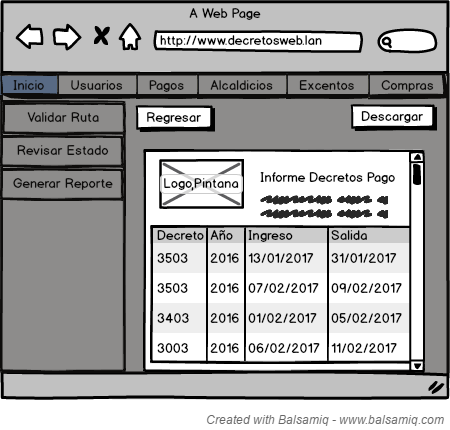 A Web Page
http://www.decretosweb.lan
Inicio Usuarios Pagos Alcaldicios Excentos Compras
Validar Ruta
Revisar Estado
Generar Reporte
Regresar Descargar
Logo,Pintana
Informe Decretos Pago
Decreto Año Ingreso Salida
3503 2016 13/01/2017 31/01/2017
3503 2016 07/02/2017 09/02/2017
3403 2016 01/02/2017 05/02/2017
3003 2016 06/02/2017 11/02/2017
Created with Balsamiq - www.balsamiq.com